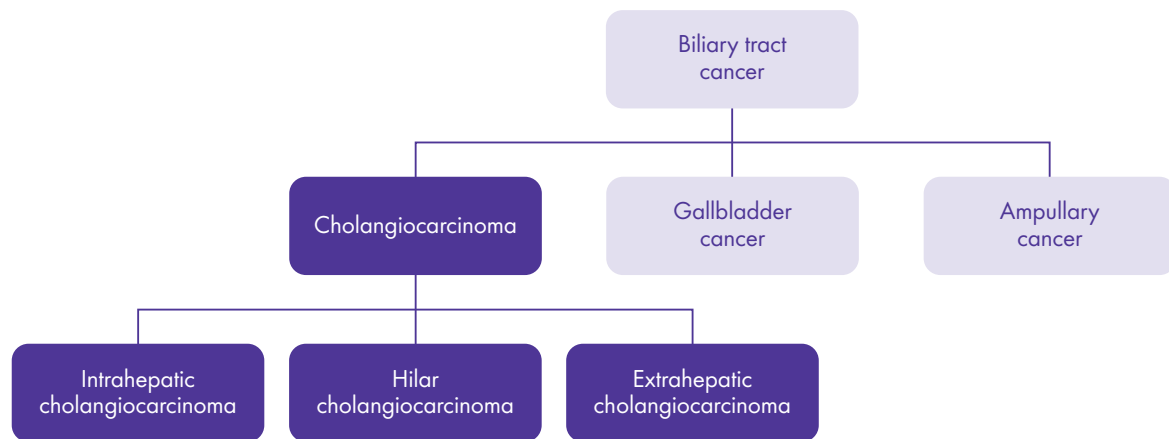 Biliary tract
cancer
Cholangiocarcinoma
Gallbladder
cancer
Ampullary
cancer
Intrahepatic
cholangiocarcinoma
Hilar
cholangiocarcinoma
Extrahepatic
cholangiocarcinoma